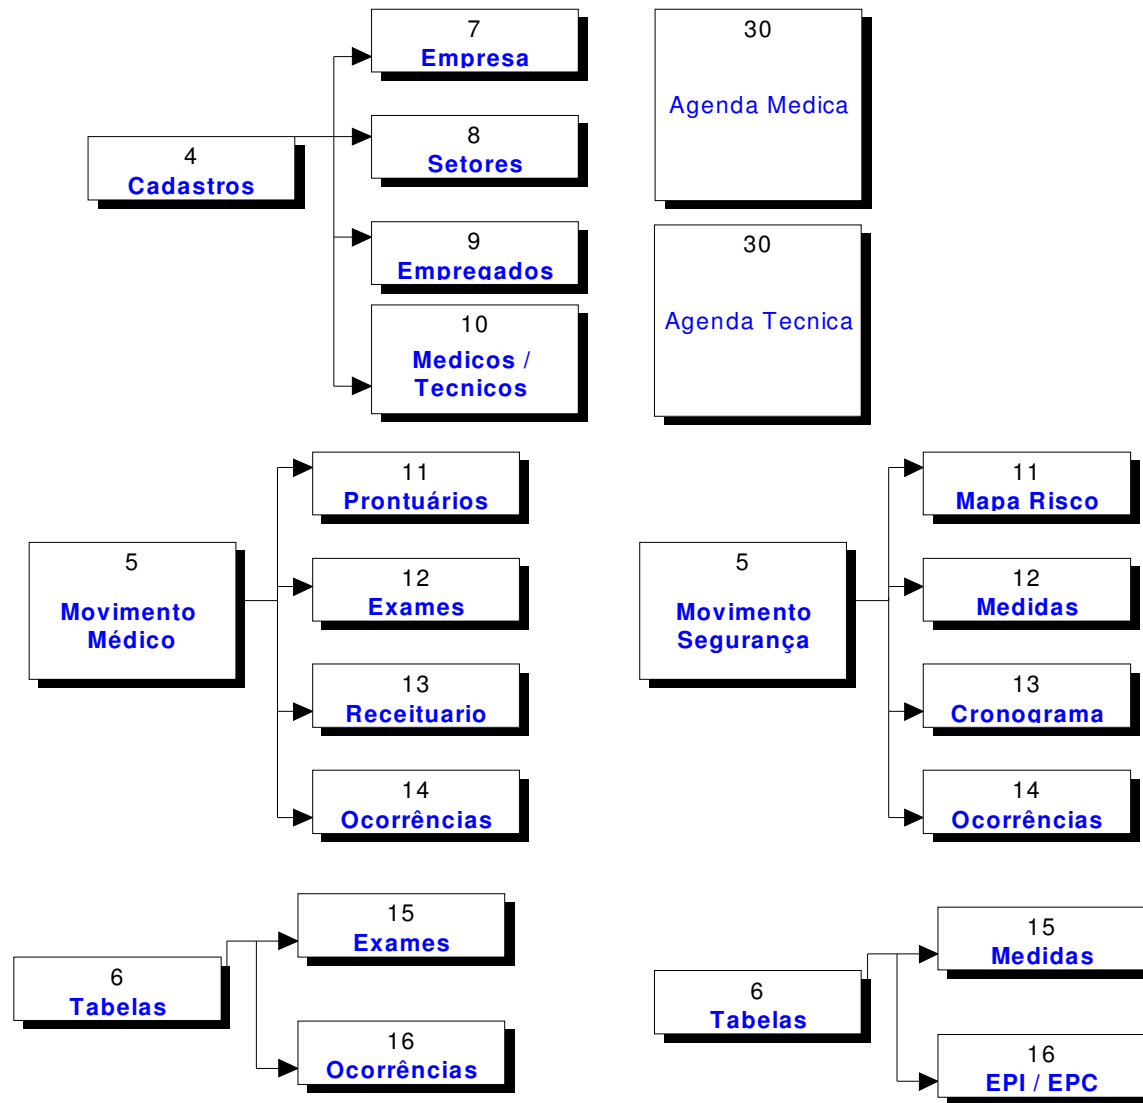 7
Empresa
30
Agenda Medica
4
Cadastros
8
Setores
9
Empregados
30
Agenda Tecnica
10
Medicos /
Tecnicos
11
Prontuários
5
Movimento
Médico
12
Exames
13
Receituario
14
Ocorrências
11
Mapa Risco
5
Movimento
Segurança
12
Medidas
13
Cronograma
14
Ocorrências
15
Exames
6
Tabelas
16
Ocorrências
15
Medidas
6
Tabelas
16
EPI / EPC